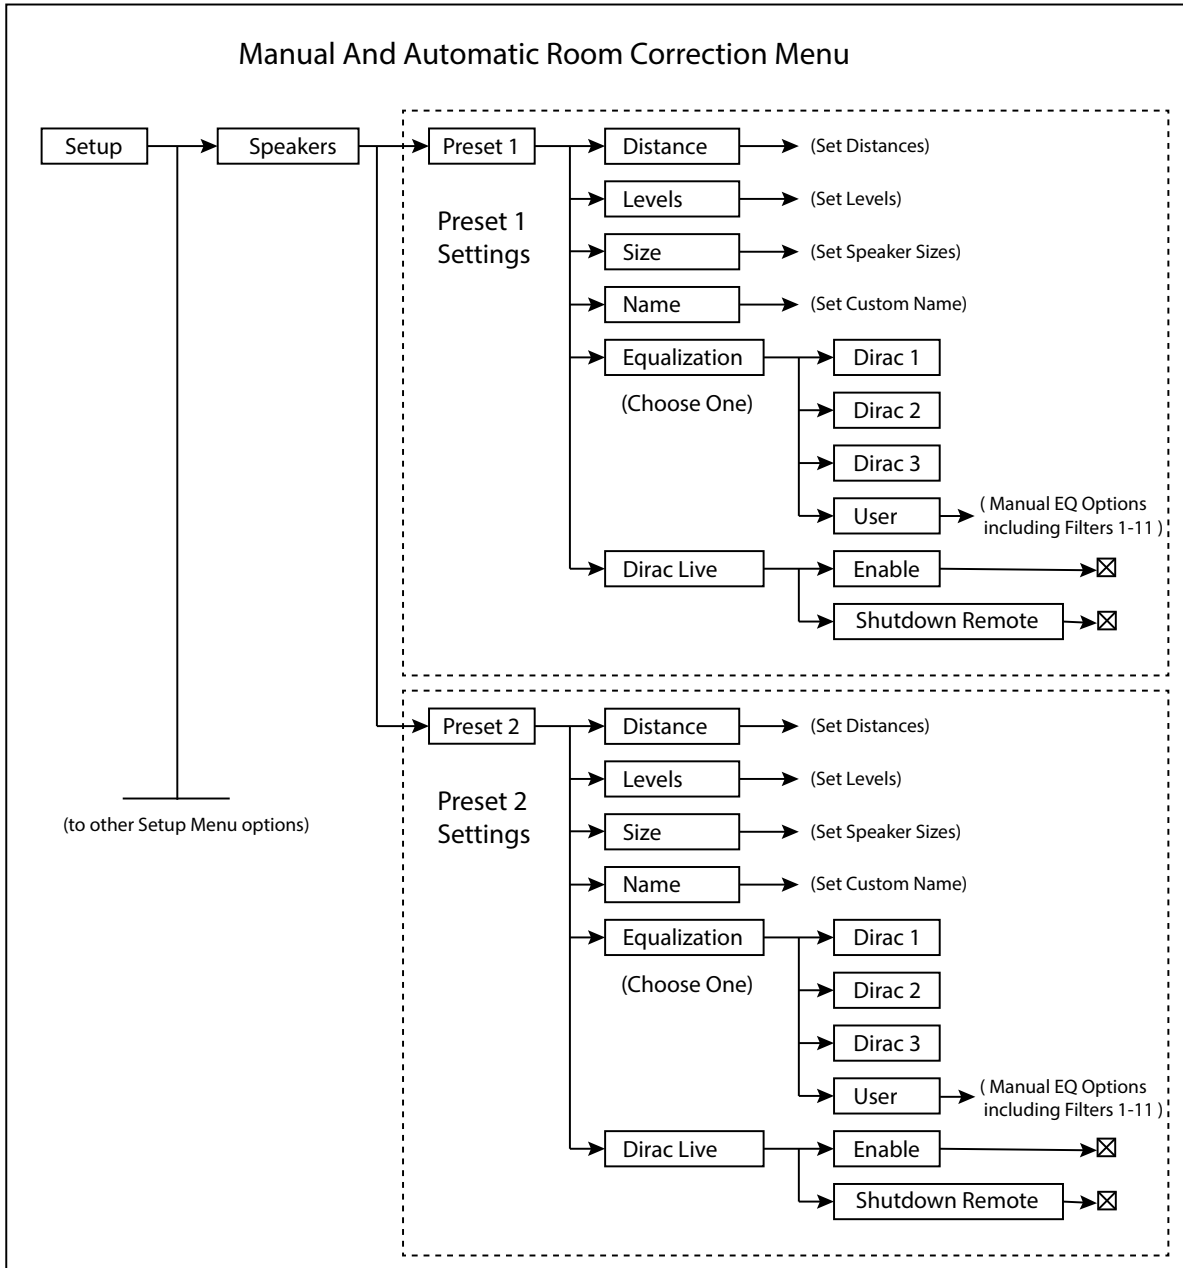 Manual And Automatic Room Correction Menu
Setup
Speakers
Preset 1
Distance
(Set Distances)
Levels
(Set Levels)
Preset 1
Settings
Size
(Set Speaker Sizes)
Name
(Set Custom Name)
Equalization
(Choose One)
Dirac 1
Dirac 2
Dirac 3
User
( Manual EQ Options
including Filters 1-11 )
Dirac Live
Enable
Shutdown Remote
Preset 2
Distance
(Set Distances)
Levels
(Set Levels)
Preset 2
Settings
Size
(Set Speaker Sizes)
Name
(Set Custom Name)
Equalization
(Choose One)
Dirac 1
Dirac 2
Dirac 3
User
( Manual EQ Options
including Filters 1-11 )
Dirac Live
Enable
Shutdown Remote
(to other Setup Menu options)